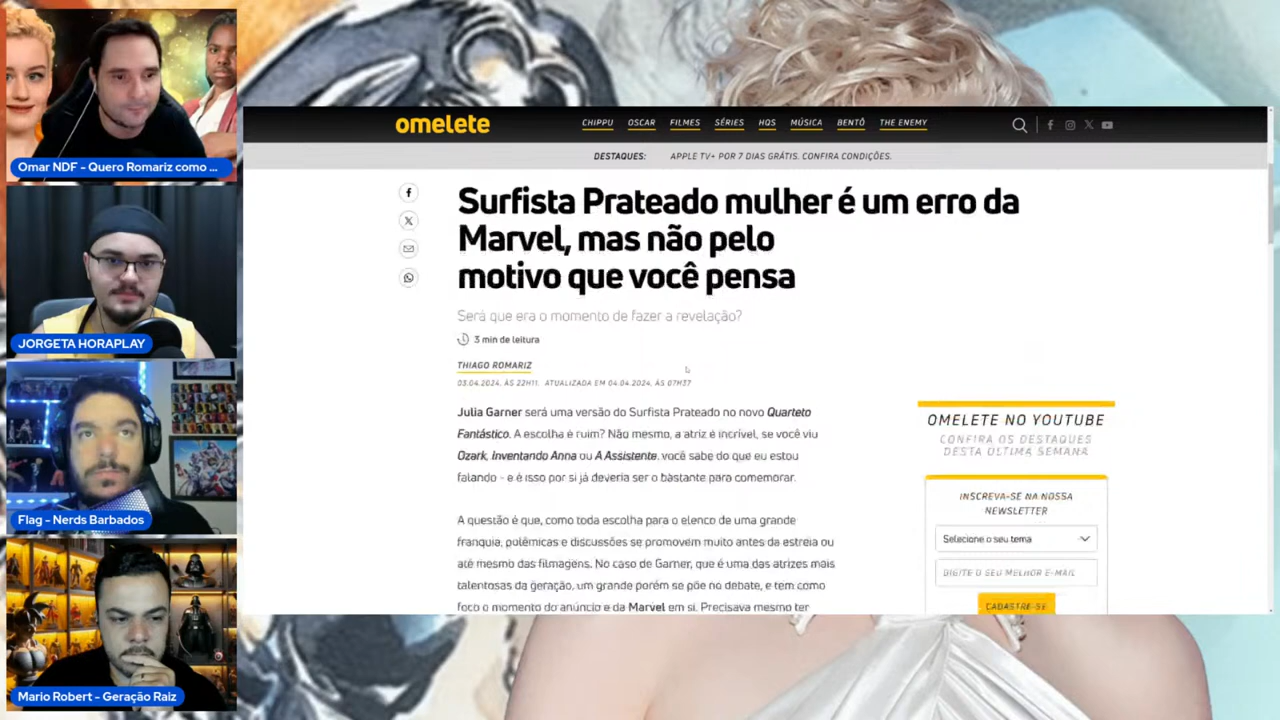 Omar NDF - Quero Romariz como ...
JORGETA HORAPLAY
Flag - Nerds Barbados
Mario Robert - Geração Raiz
omelete
CHIPPU OSCAR FILMES SÉRIES HQS MÚSICA BENTÔ THE ENEMY
DESTAQUES: APPLE TV+ POR 7 DIAS GRÁTIS. CONFIRA CONDIÇÕES.
Surfista Prateado mulher é um erro da
Marvel, mas não pelo
motivo que você pensa
Será que era o momento de fazer a revelação?
3 min de leitura
THIAGO ROMARIZ
03.04.2024, ÀS 22H11. ATUALIZADA EM 04.04.2024, ÀS 07H37
Julia Garner será uma versão do Surfista Prateado no novo Quarteto
Fantástico. A escolha é ruim? Não mesmo, a atriz é incrível, se você viu
Ozark, Inventando Anna ou A Assistente, você sabe do que eu estou
falando - e é isso por si já deveria ser o bastante para comemorar.
A questão é que, como toda escolha para o elenco de uma grande
franquia, polêmicas e discussões se promovem muito antes da estreia ou
até mesmo das filmagens. No caso de Garner, que é uma das atrizes mais
talentosas da geração, um grande porém se põe no debate, e tem como
foco o momento do anúncio e da Marvel em si. Precisava mesmo ter
OMELETE NO YOUTUBE
CONFIRA OS DESTAQUES
DESTA ÚLTIMA SEMANA
INSCREVA-SE NA NOSSA
NEWSLETTER
Selecione o seu tema
DIGITE O SEU MELHOR E-MAIL
CADASTRE-SE